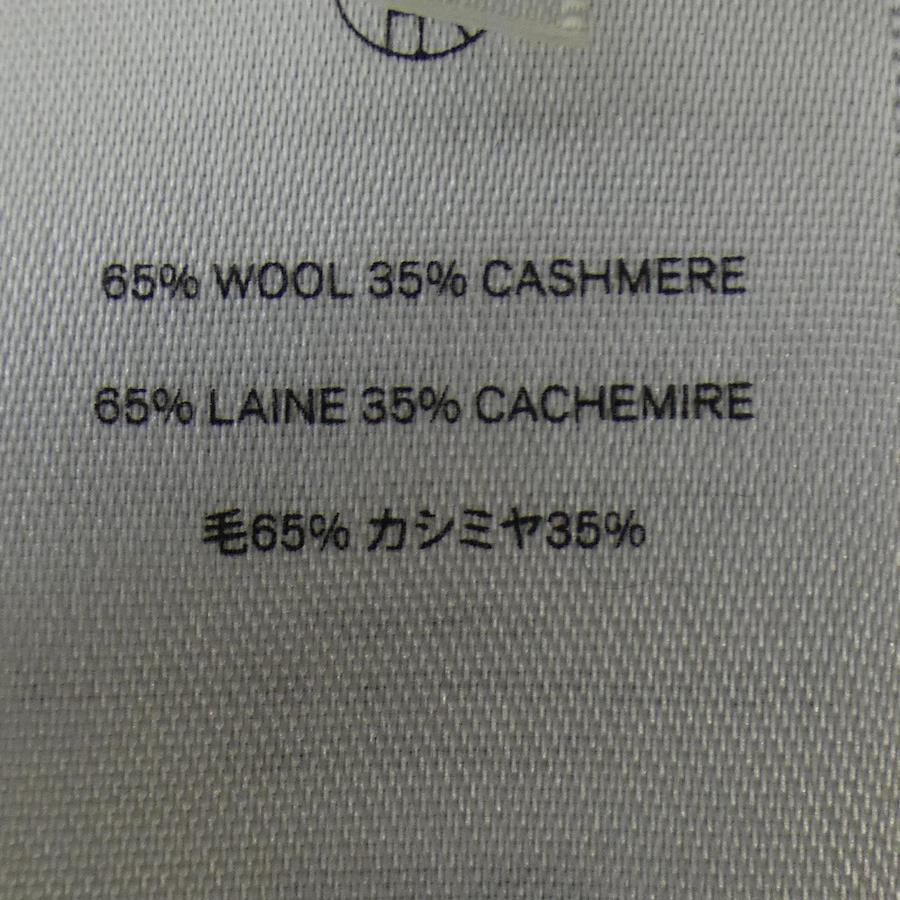 65% WOOL 35% CASHMERE
65% LAINE 35% CACHEMIRE
毛65% カシミヤ35%